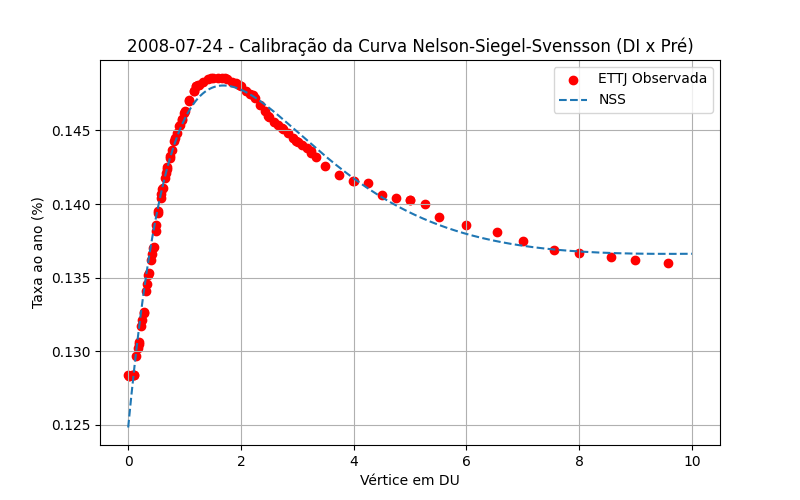 2008-07-24 - Calibração da Curva Nelson-Siegel-Svensson (DI x Pré)
ETTJ Observada
NSS
Taxa ao ano (%)
0.145
0.140
0.135
0.130
0.125
0 2 4 6 8 10
Vértice em DU